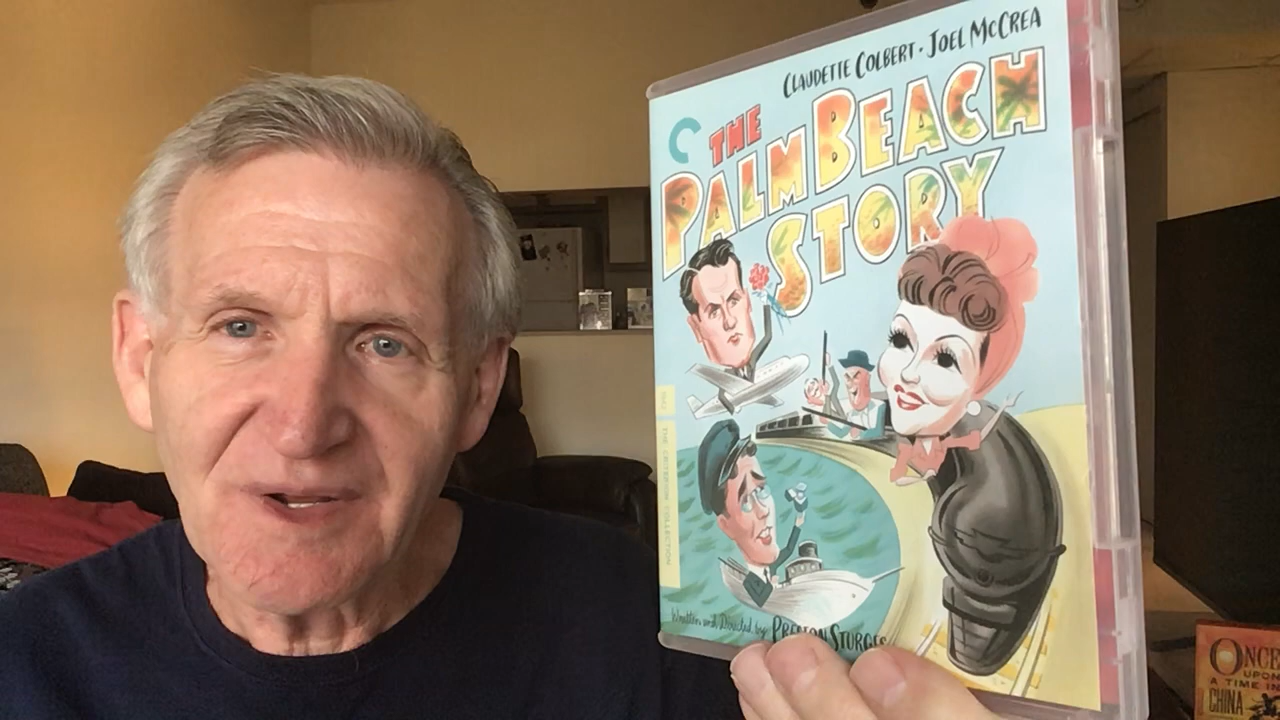 CLAUDETTE COLBERT · JOEL McCREA
THE
PALM BEACH
STORY
THE CRITERION COLLECTION
Written and Directed by PRESTON STURGES
ONCE
UPON
A TIME IN
CHINA